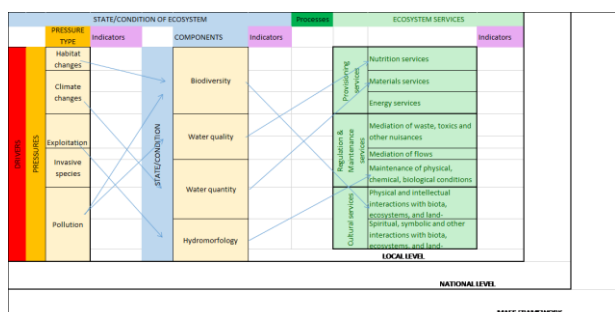 STATE/CONDITION OF ECOSYSTEM
Processes
ECOSYSTEM SERVICES
PRESSURE
TYPE
Indicators
COMPONENTS
Indicators
Indicators
DRIVERS
PRESSURES
Habitat
changes
Climate
changes
Exploitation
Invasive
species
Pollution
STATE/CONDITION
Biodiversity
Water quality
Water quantity
Hydromorfology
Provisioning
services
Nutrition services
Materials services
Energy services
Regulation &
Maintenance
services
Mediation of waste, toxics and
other nuisances
Mediation of flows
Maintenance of physical,
chemical, biological conditions
Cultural services
Physical and intellectual
interactions with biota,
ecosystems, and land-
Spiritual, symbolic and other
interactions with biota,
ecosystems, and land-
LOCAL LEVEL
NATIONAL LEVEL